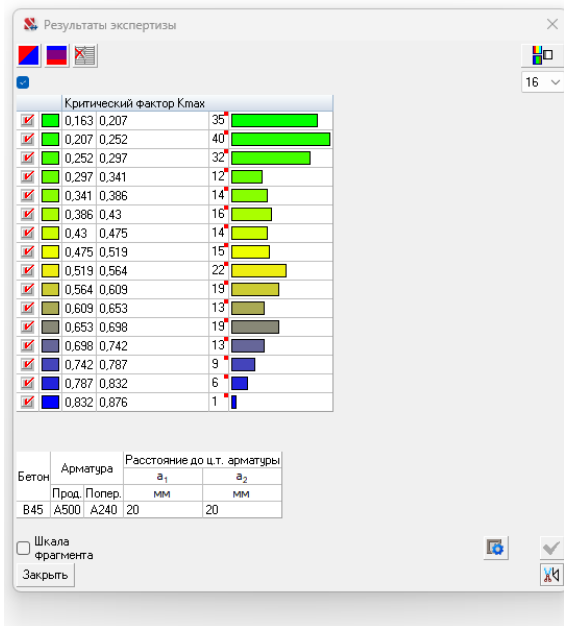 Результаты экспертизы
16
Критический фактор Kmax
0,163 0,207 35
0,207 0,252 40
0,252 0,297 32
0,297 0,341 12
0,341 0,386 14
0,386 0,43 16
0,43 0,475 14
0,475 0,519 15
0,519 0,564 22
0,564 0,609 19
0,609 0,653 13
0,653 0,698 19
0,698 0,742 13
0,742 0,787 9
0,787 0,832 6
0,832 0,876 1
Бетон Арматура Расстояние до ц.т. арматуры
a₁ a₂
Прод. Попер. мм мм
B45 A500 A240 20 20
Шкала
фрагмента
Закрыть